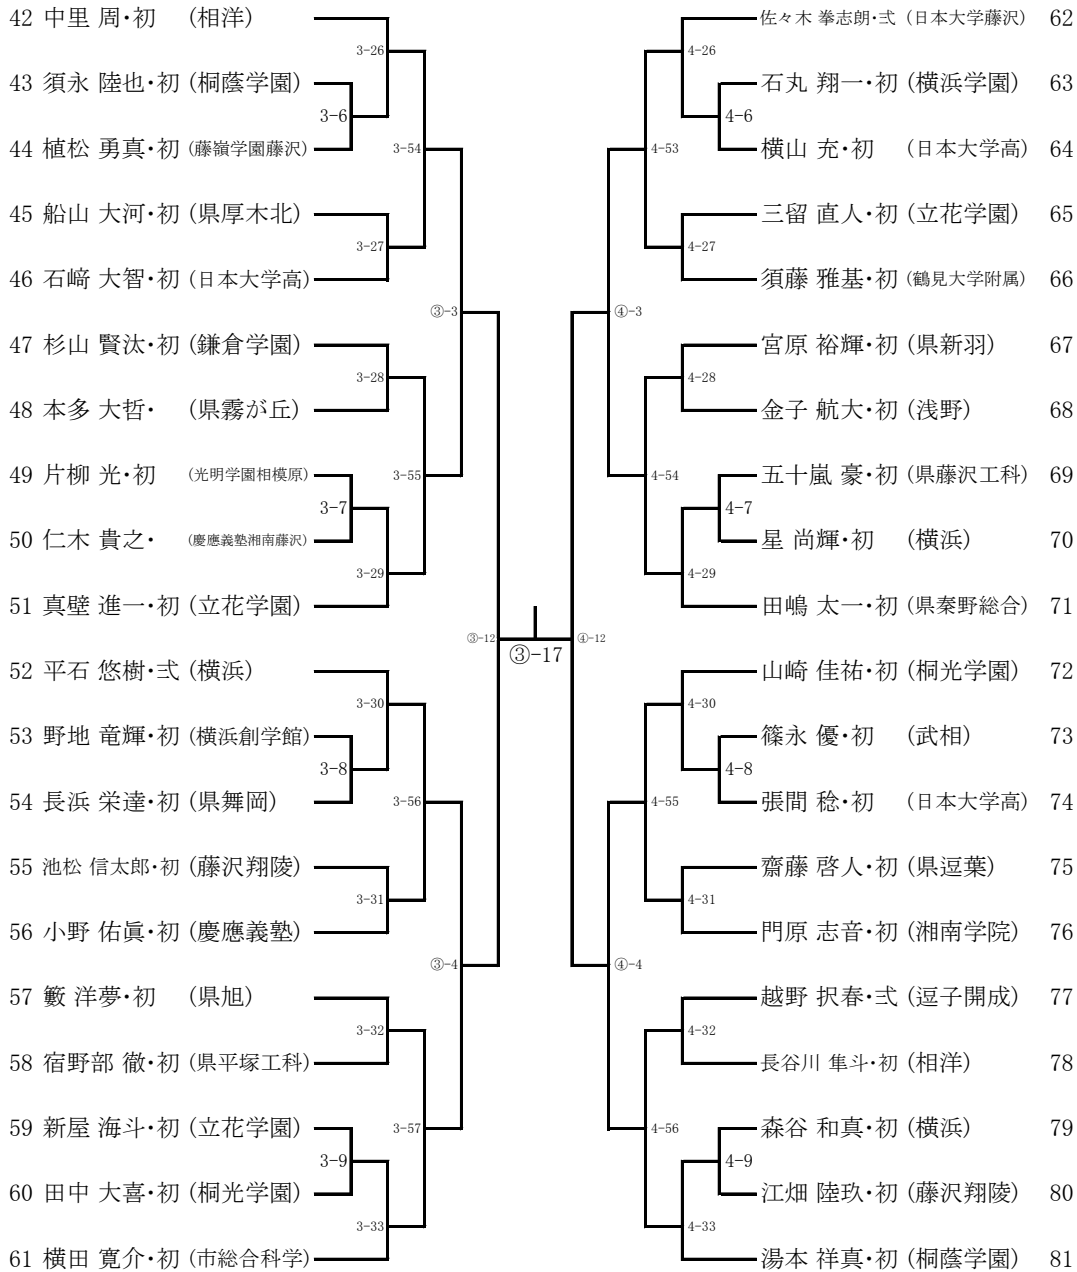 42 中里 周・初 (相洋)
3-26
43 須永 陸也・初 (桐蔭学園)
3-6
44 植松 勇真・初 (藤嶺学園藤沢)
3-54
45 船山 大河・初 (県厚木北)
3-27
46 石﨑 大智・初 (日本大学高)
③-3
47 杉山 賢汰・初 (鎌倉学園)
3-28
48 本多 大哲・ (県霧が丘)
49 片柳 光・初 (光明学園相模原)
3-55
3-7
50 仁木 貴之・ (慶應義塾湘南藤沢)
3-29
51 真壁 進一・初 (立花学園)
③-12
52 平石 悠樹・弍 (横浜)
3-30
53 野地 竜輝・初 (横浜創学館)
3-8
54 長浜 栄達・初 (県舞岡)
3-56
55 池松 信太郎・初 (藤沢翔陵)
3-31
56 小野 佑眞・初 (慶應義塾)
③-4
57 籔 洋夢・初 (県旭)
3-32
58 宿野部 徹・初 (県平塚工科)
59 新屋 海斗・初 (立花学園)
3-57
3-9
60 田中 大喜・初 (桐光学園)
3-33
61 横田 寛介・初 (市総合科学)
③-17
佐々木 拳志朗・弍 (日本大学藤沢) 62
4-26
石丸 翔一・初 (横浜学園) 63
4-6
横山 充・初 (日本大学高) 64
4-53
三留 直人・初 (立花学園) 65
4-27
須藤 雅基・初 (鶴見大学附属) 66
④-3
宮原 裕輝・初 (県新羽) 67
4-28
金子 航大・初 (浅野) 68
五十嵐 豪・初 (県藤沢工科) 69
4-54
4-7
星 尚輝・初 (横浜) 70
4-29
田嶋 太一・初 (県秦野総合) 71
④-12
山崎 佳祐・初 (桐光学園) 72
4-30
篠永 優・初 (武相) 73
4-8
張間 稔・初 (日本大学高) 74
4-55
齋藤 啓人・初 (県逗葉) 75
4-31
門原 志音・初 (湘南学院) 76
④-4
越野 択春・弍 (逗子開成) 77
4-32
長谷川 隼斗・初 (相洋) 78
森谷 和真・初 (横浜) 79
4-56
4-9
江畑 陸玖・初 (藤沢翔陵) 80
4-33
湯本 祥真・初 (桐蔭学園) 81